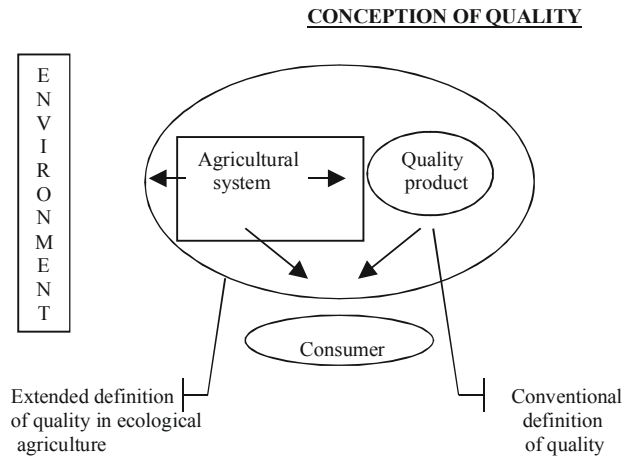 CONCEPTION OF QUALITY
ENVIRONMENT
Agricultural
system
Quality
product
Consumer
Extended definition
of quality in ecological
agriculture
Conventional
definition
of quality